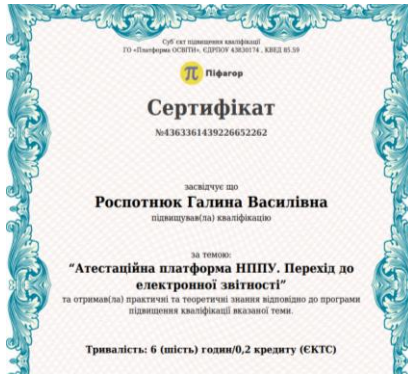 Суб'єкт підвищення кваліфікації
ГО «Платформа ОСВІТИ», ЄДРПОУ 43830174 , КВЕД 85.59
π Піфагор
Сертифікат
№4363361439226652262
засвідчує що
Роспотнюк Галина Василівна
підвищував(ла) кваліфікацію
за темою:
“Атестаційна платформа НППУ. Перехід до
електронної звітності”
та отримав(ла) практичні та теоретичні знання відповідно до програми
підвищення кваліфікації вказаної теми.
Тривалість: 6 (шість) годин/0,2 кредиту (ЄКТС)